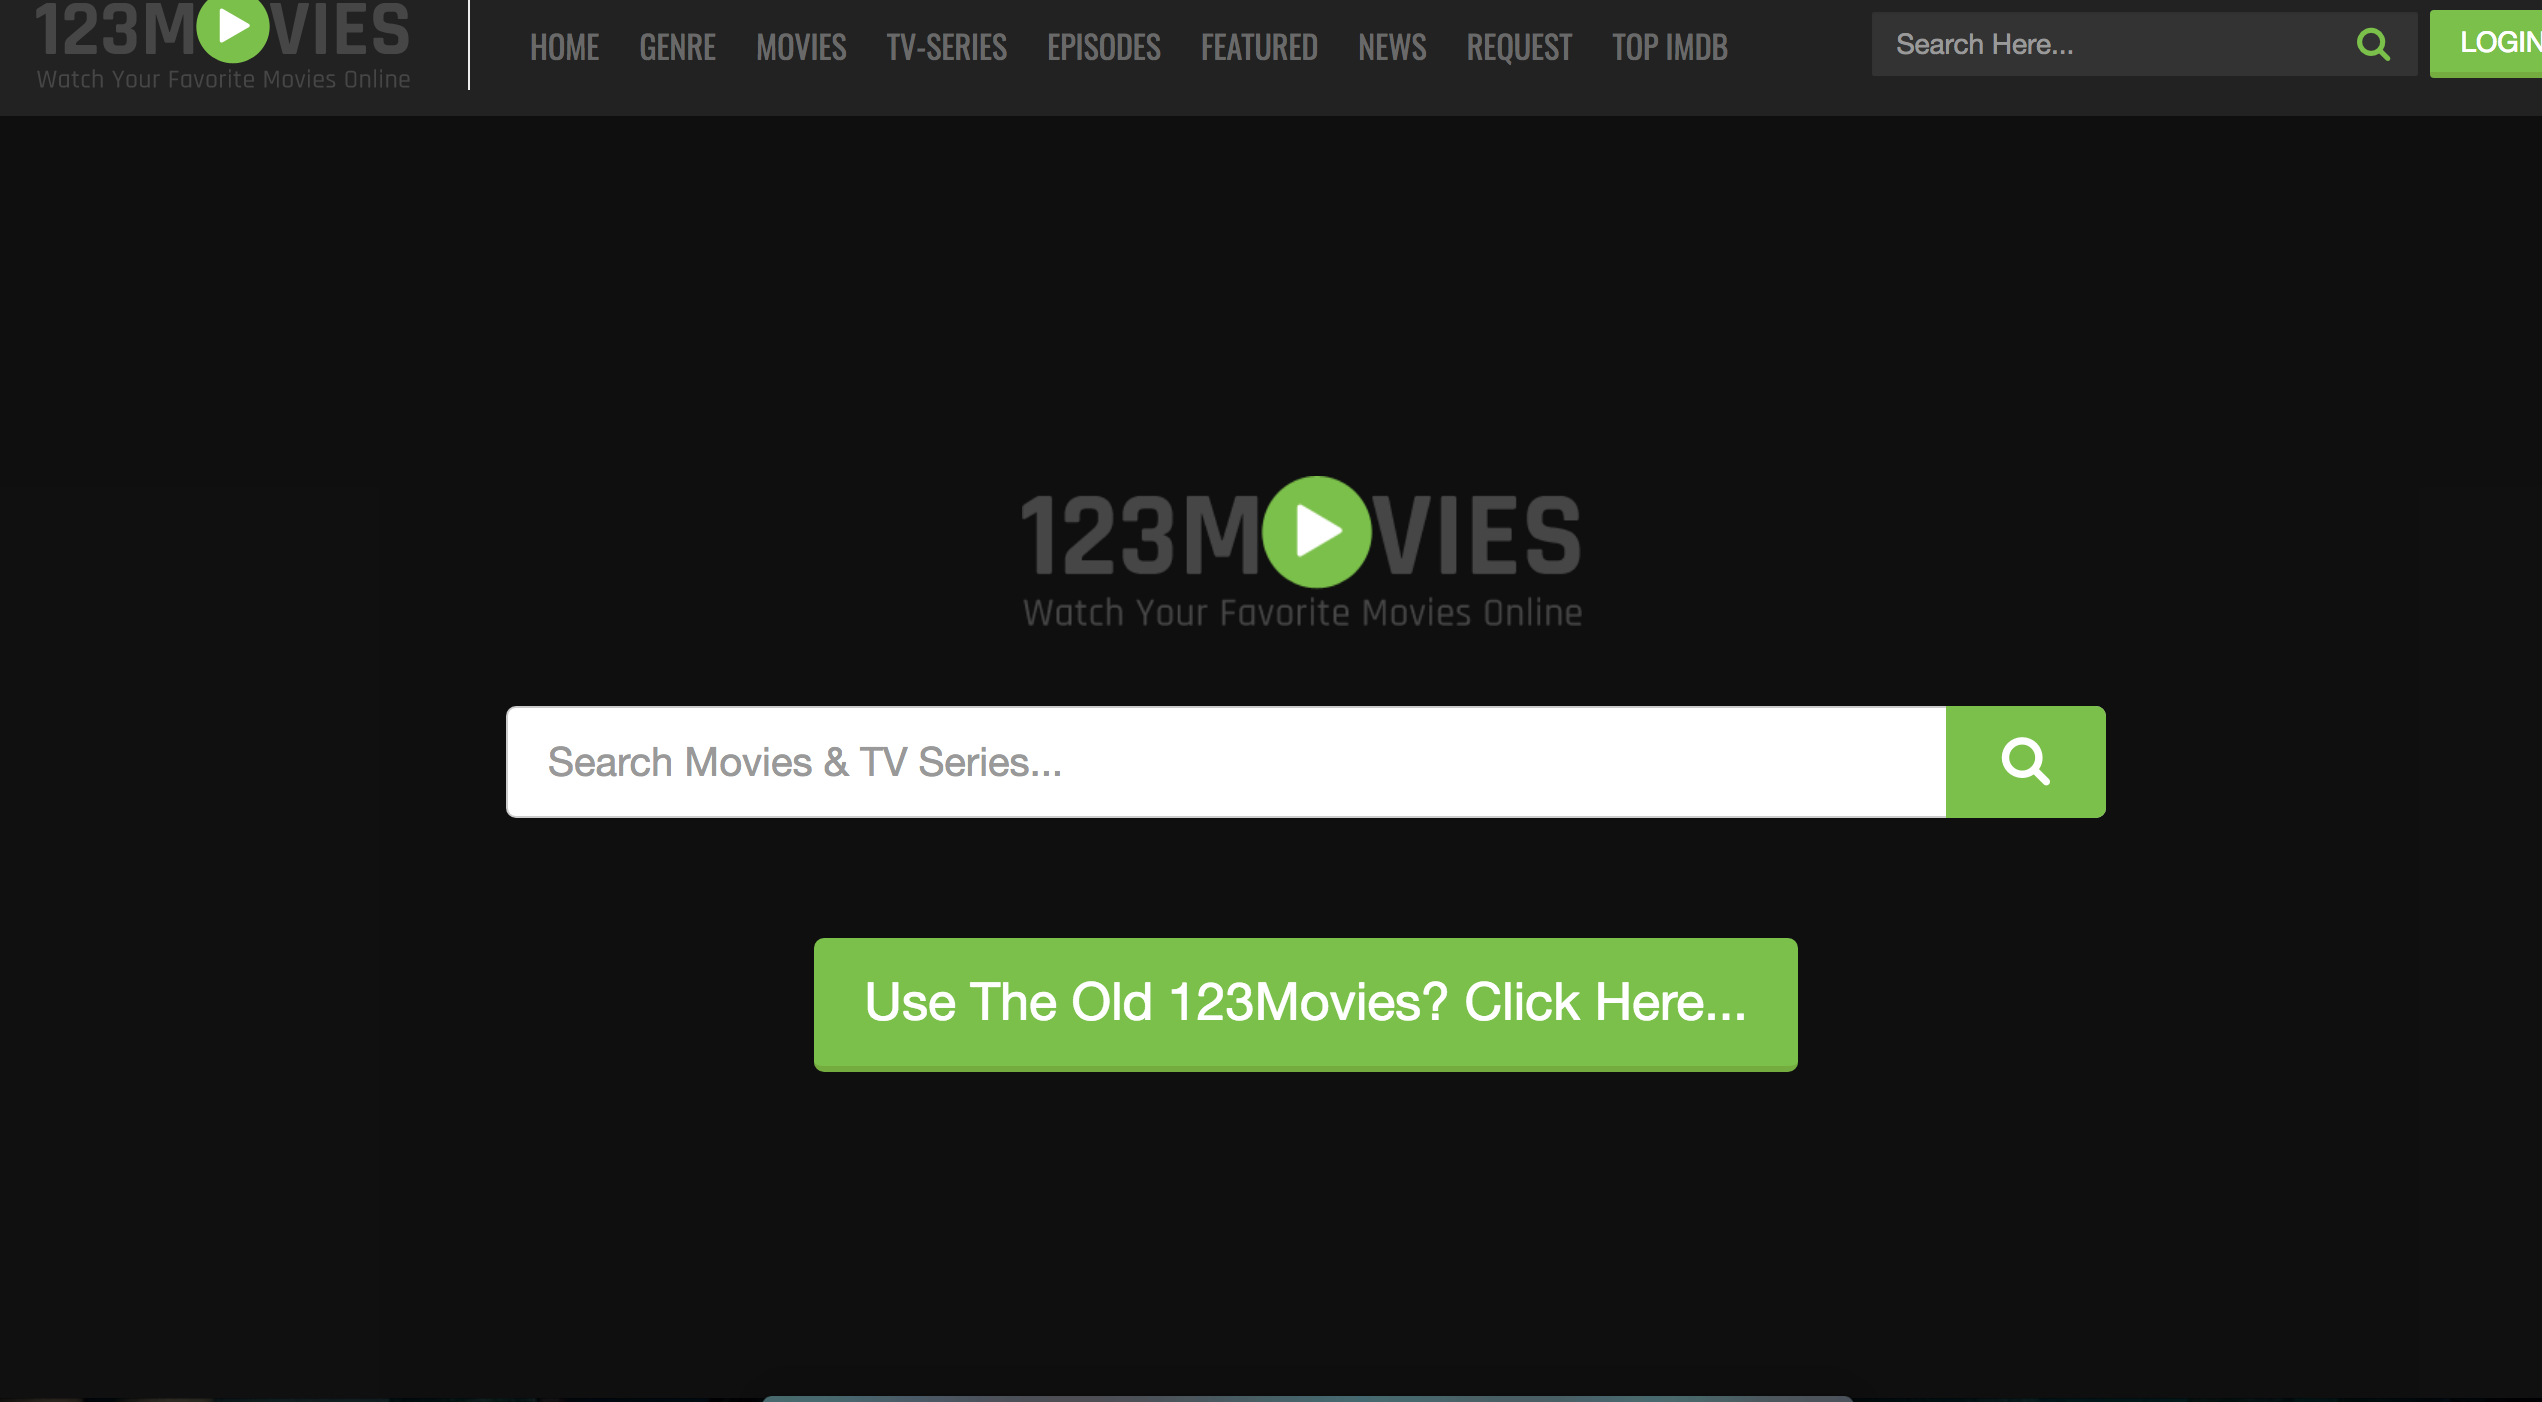 123MOVIES
Watch Your Favorite Movies Online
HOME GENRE MOVIES TV-SERIES EPISODES FEATURED NEWS REQUEST TOP IMDB
Search Here...
LOGIN
123MOVIES
Watch Your Favorite Movies Online
Search Movies & TV Series...
Use The Old 123Movies? Click Here...